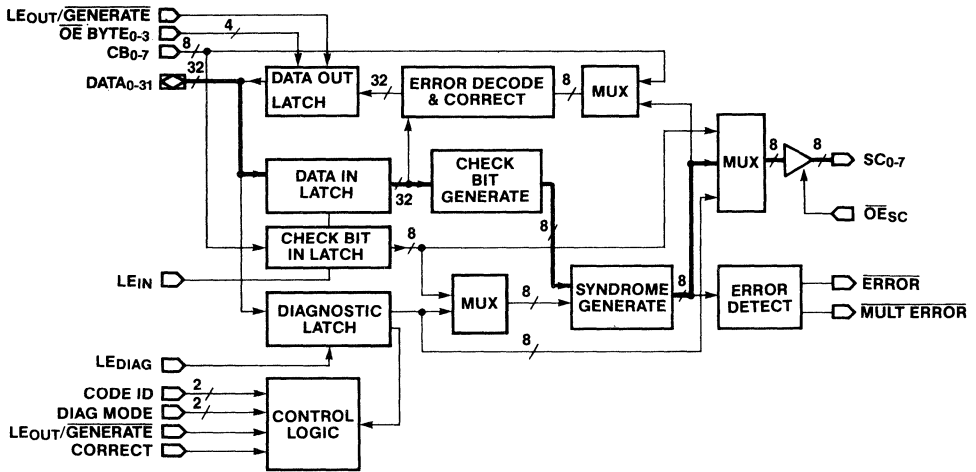 LEOUT/GENERATE
OE BYTE0-3
4
CB0-7
8
DATA0-31
32
DATA OUT
LATCH
32
ERROR DECODE
& CORRECT
8
MUX
DATA IN
LATCH
32
CHECK
BIT
GENERATE
8
MUX
8
8
SC0-7
OESC
CHECK BIT
IN LATCH
8
LEIN
MUX
8
SYNDROME
GENERATE
8
ERROR
DETECT
ERROR
MULT ERROR
DIAGNOSTIC
LATCH
8
LEDIAG
CODE ID
2
DIAG MODE
2
LEOUT/GENERATE
CORRECT
CONTROL
LOGIC